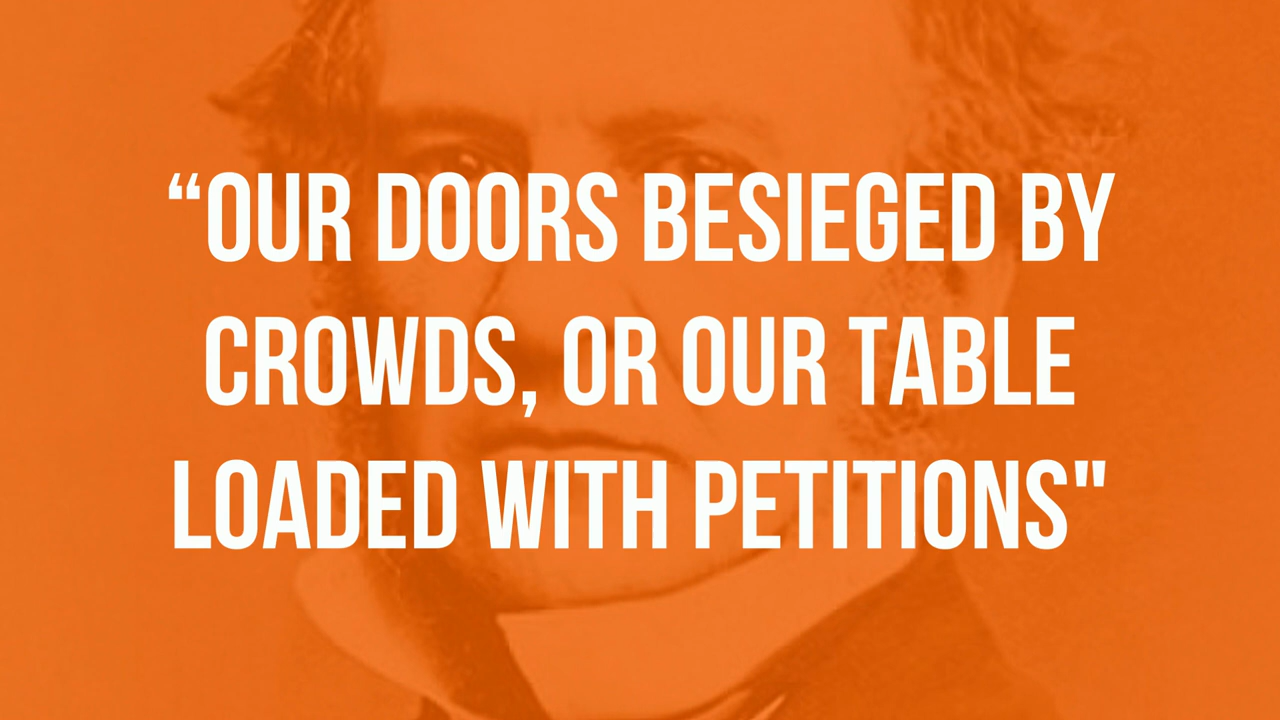 “OUR DOORS BESIEGED BY
CROWDS, OR OUR TABLE
LOADED WITH PETITIONS"